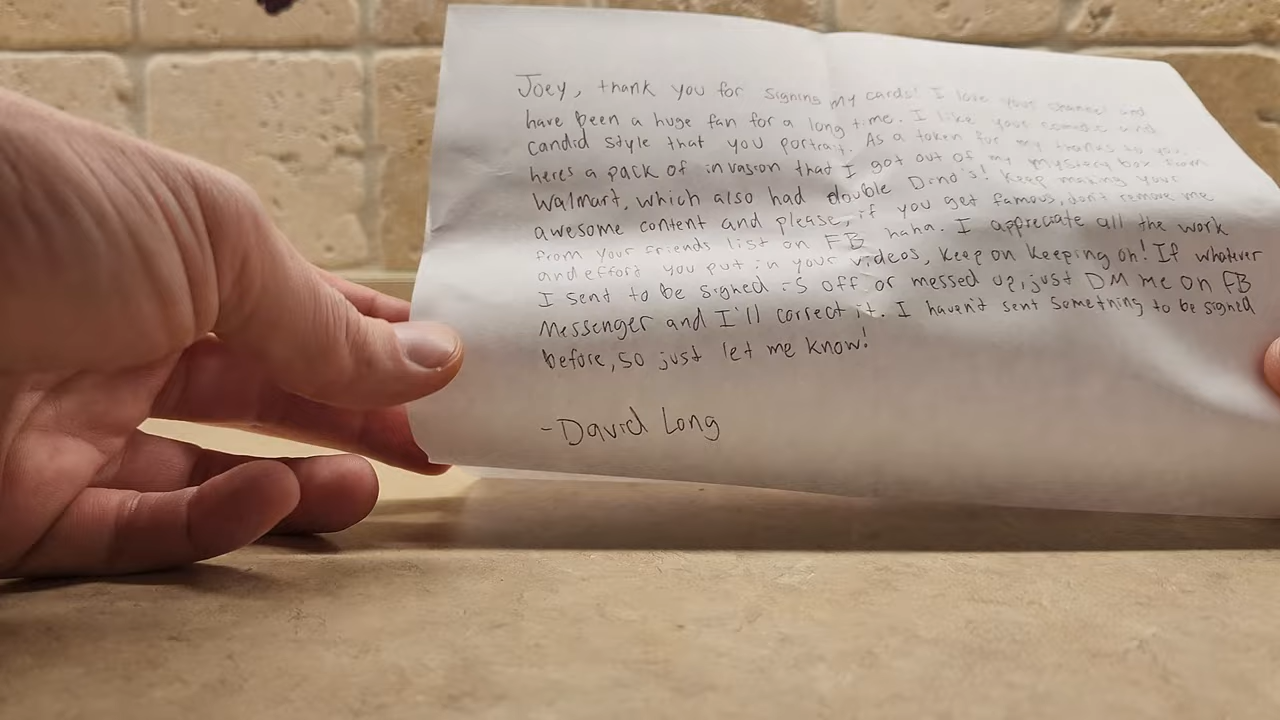 Joey, thank you for signing my cards! I love your channel and
have been a huge fan for a long time. I like your comedic and
candid style that you portray. As a token for my thanks to you,
heres a pack of invasion that I got out of my mystery box from
Walmart, which also had double Dino's! Keep making your
awesome content and please, if you get famous, don't remove me
from your friends list on FB haha. I appreciate all the work
and effort you put in your videos, keep on keeping on! If whatever
I sent to be signed is off or messed up, just DM me on FB
Messenger and I'll correct it. I haven't sent something to be signed
before, so just let me know!
-David Long